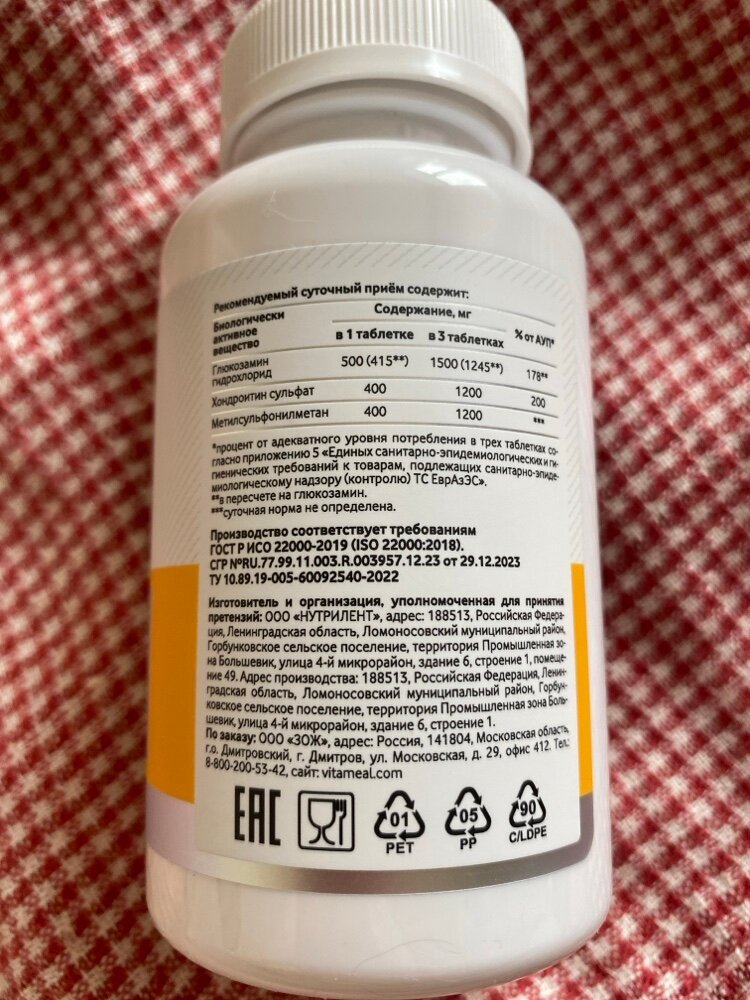 Рекомендуемый суточный приём содержит:
Биологически активное вещество Содержание, мг % от АУП*
в 1 таблетке в 3 таблетках
Глюкозамин гидрохлорид 500 (415**) 1500 (1245**) 178**
Хондроитин сульфат 400 1200 200
Метилсульфонилметан 400 1200 ***
*процент от адекватного уровня потребления в трех таблетках со-
гласно приложению 5 «Единых санитарно-эпидемиологических и ги-
гиенических требований к товарам, подлежащих санитарно-эпиде-
миологическому надзору (контролю) ТС ЕврАзЭС».
**в пересчете на глюкозамин.
***суточная норма не определена.
Производство соответствует требованиям
ГОСТ Р ИСО 22000-2019 (ISO 22000:2018).
СГР №RU.77.99.11.003.R.003957.12.23 от 29.12.2023
ТУ 10.89.19-005-60092540-2022
Изготовитель и организация, уполномоченная для принятия
претензий: ООО «НУТРИЛЕНТ», адрес: 188513, Российская Федера-
ция, Ленинградская область, Ломоносовский муниципальный район,
Горбунковское сельское поселение, территория Промышленная зо-
на Большевик, улица 4-й микрорайон, здание 6, строение 1, помеще-
ние 49. Адрес производства: 188513, Российская Федерация, Ленин-
градская область, Ломоносовский муниципальный район, Горбун-
ковское сельское поселение, территория Промышленная зона Боль-
шевик, улица 4-й микрорайон, здание 6, строение 1.
По заказу: ООО «ЗОЖ», адрес: Россия, 141804, Московская область,
г.о. Дмитровский, г. Дмитров, ул. Московская, д. 29, офис 412. Тел.:
8-800-200-53-42, сайт: vitameal.com
EAC 01 05 90
PET PP C/LDPE